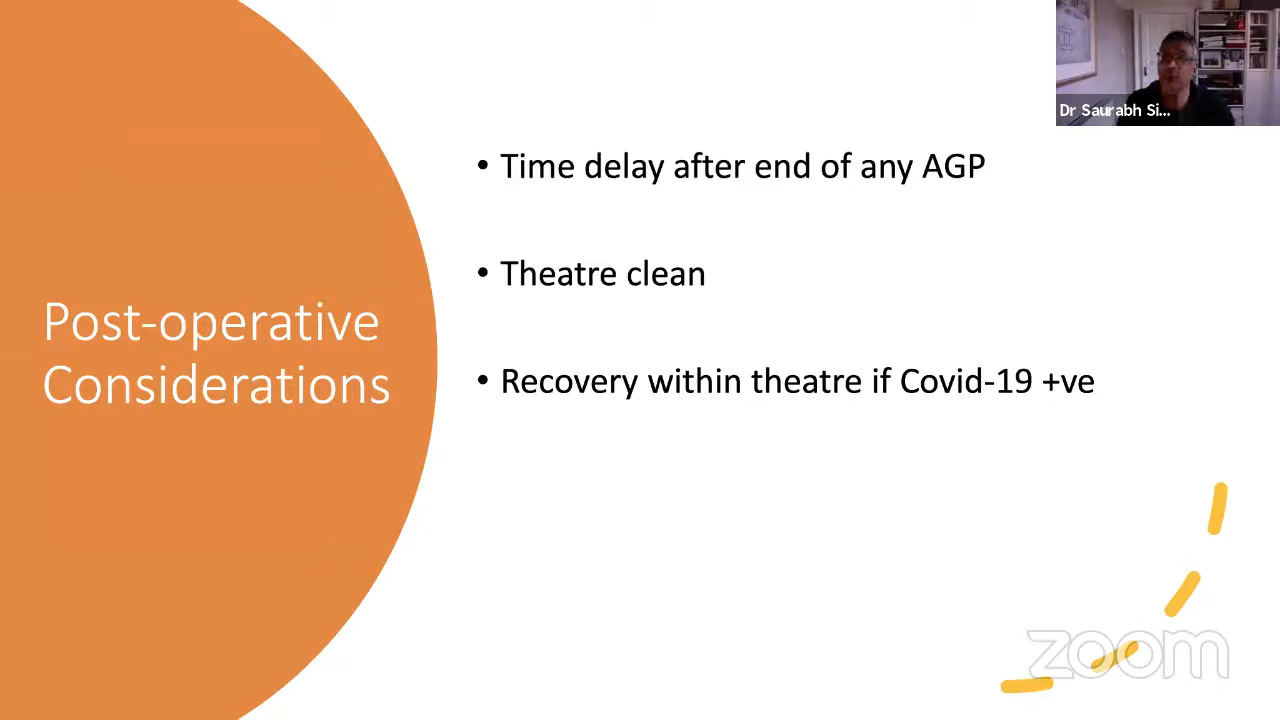 Dr Saurabh Si...
• Time delay after end of any AGP
• Theatre clean
Post-operative
Considerations
• Recovery within theatre if Covid-19 +ve
zoom